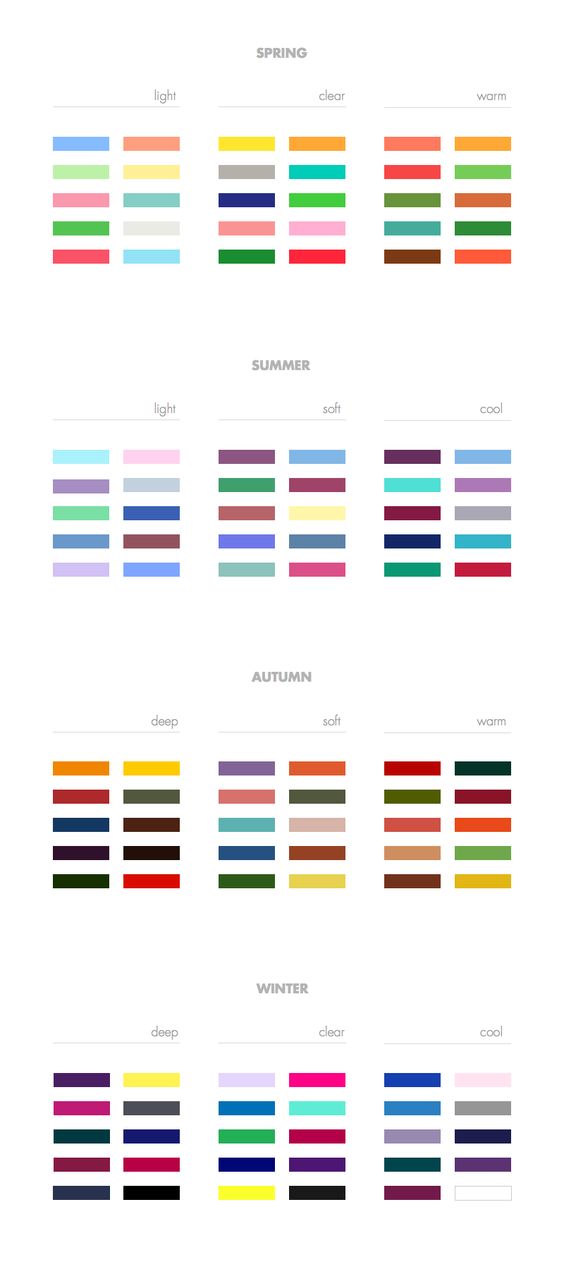 SPRING
light clear warm
SUMMER
light soft cool
AUTUMN
deep soft warm
WINTER
deep clear cool